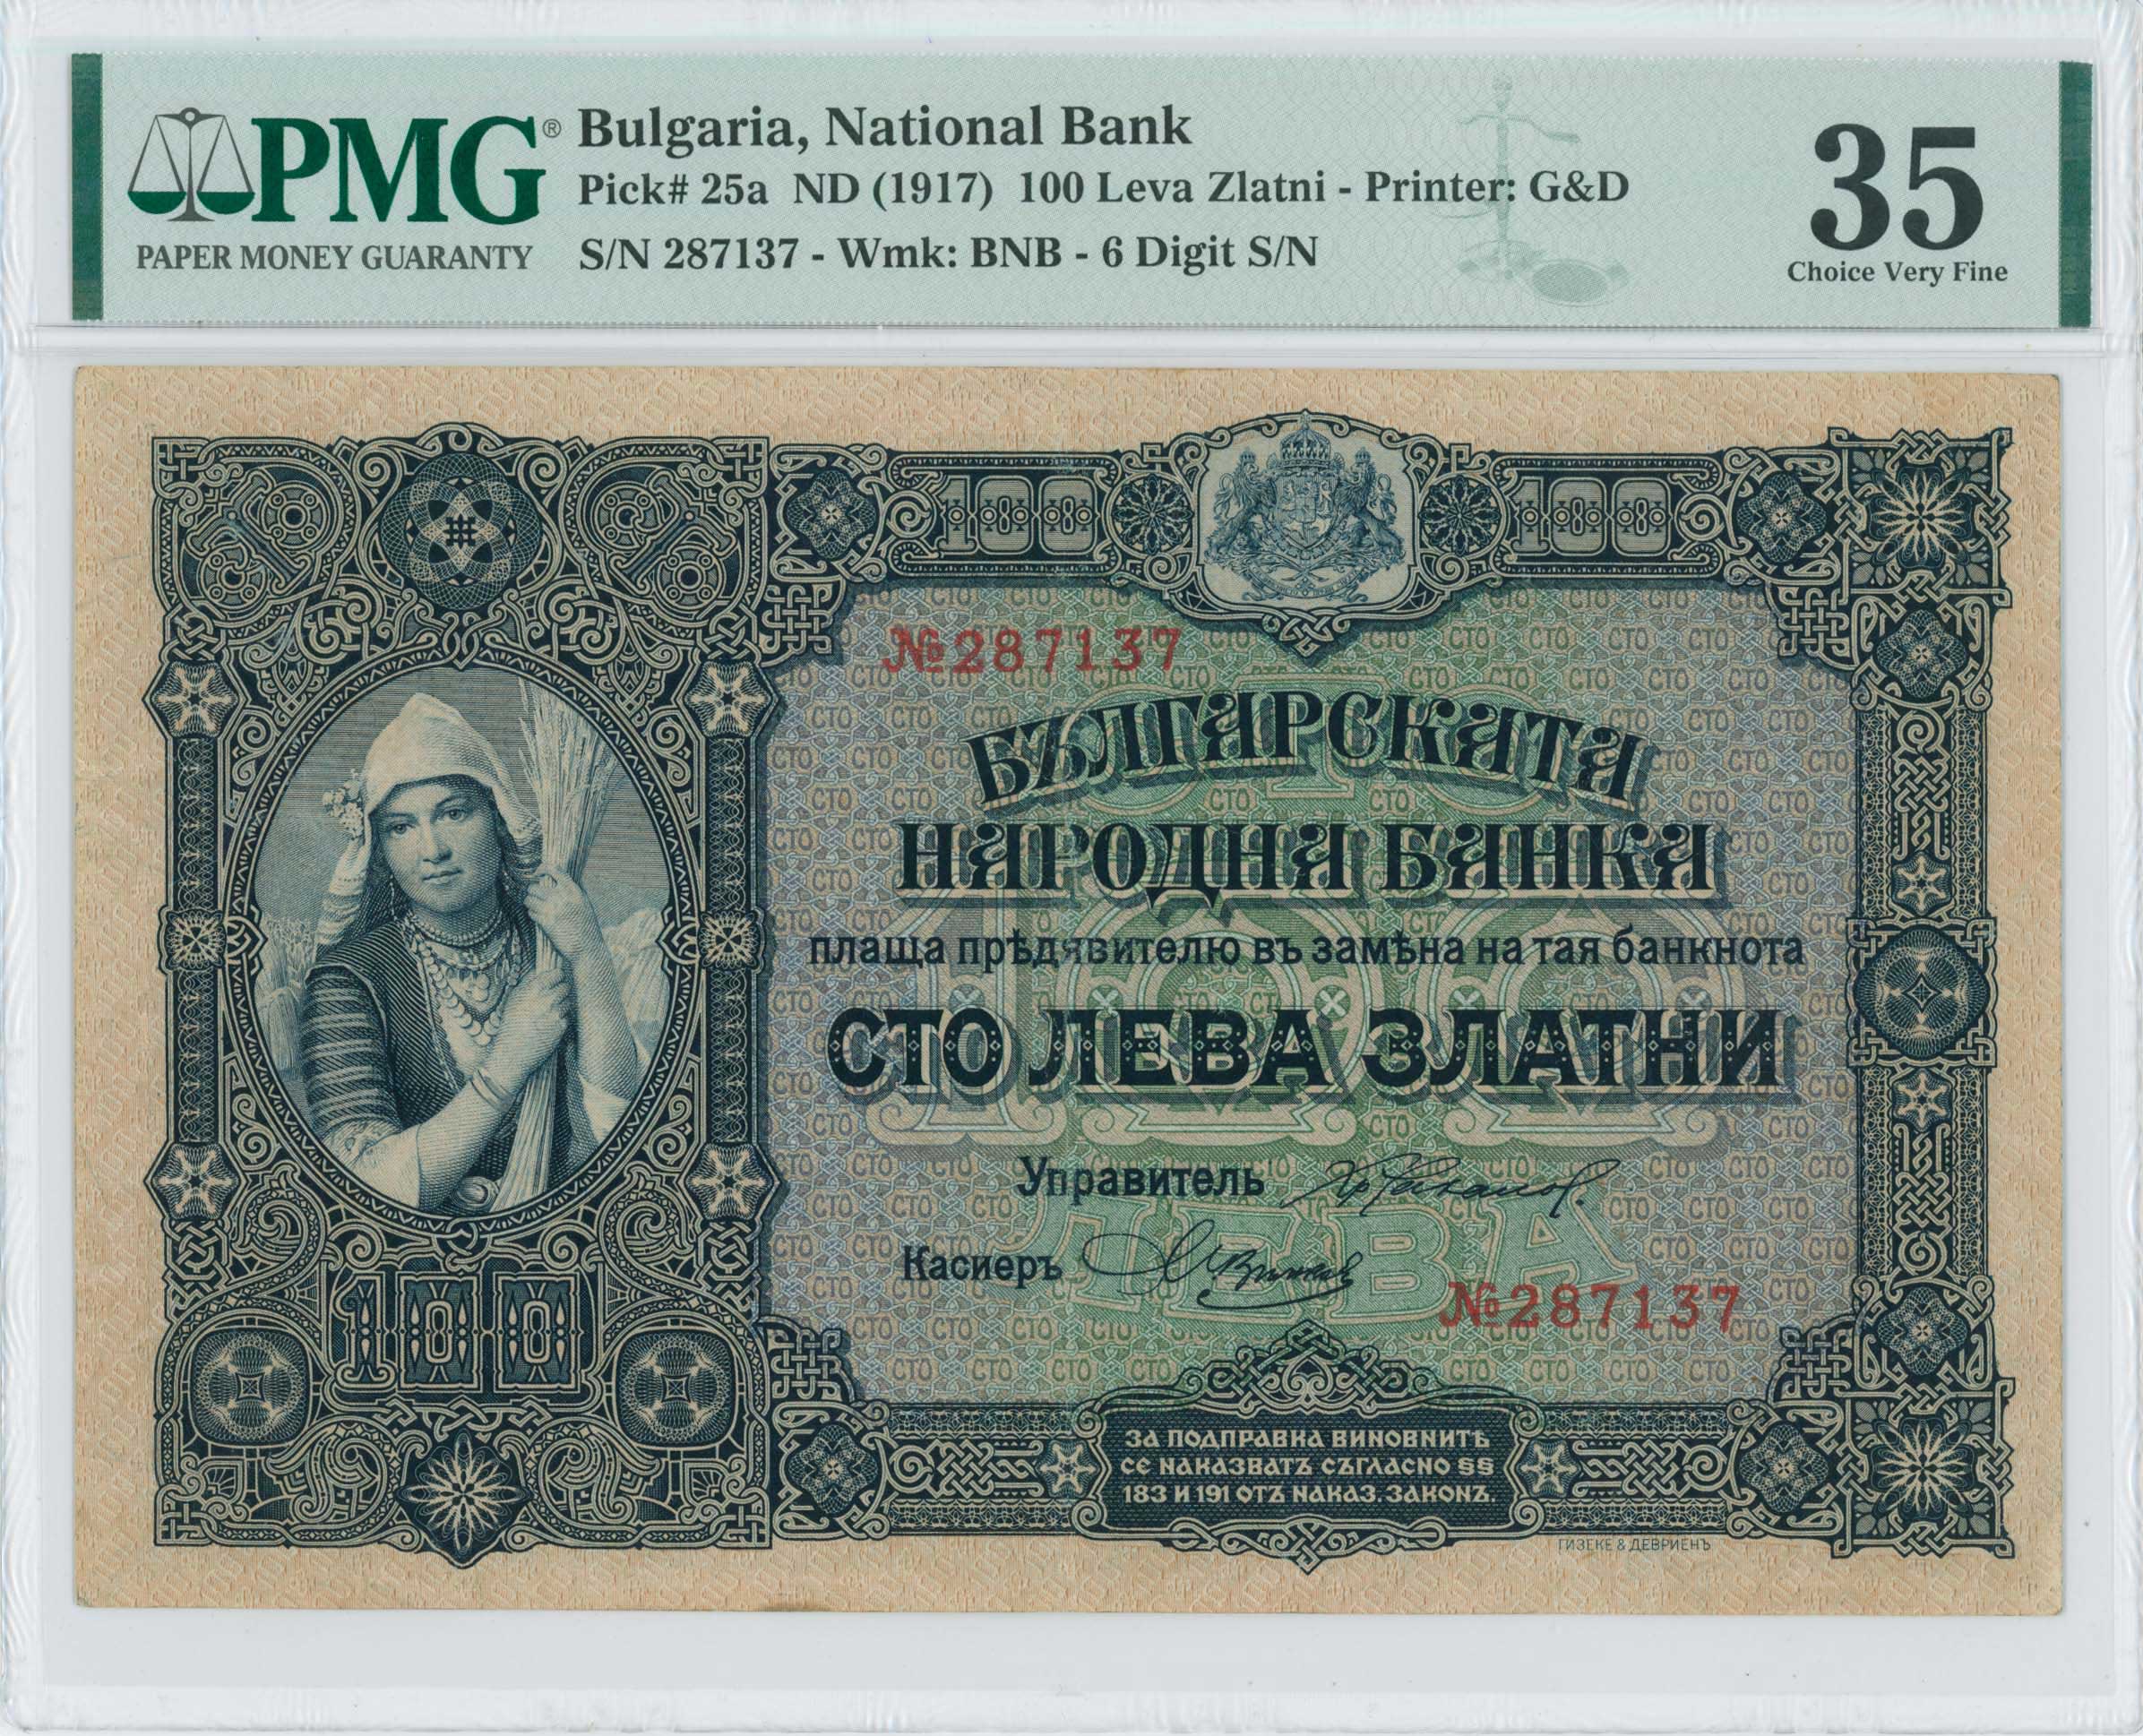 PMG®
PAPER MONEY GUARANTY
Bulgaria, National Bank
Pick# 25a ND (1917) 100 Leva Zlatni - Printer: G&D
S/N 287137 - Wmk: BNB - 6 Digit S/N
35
Choice Very Fine
100
100
№287137
БЪЛГАРСКАТА
НАРОДНА БАНКА
плаща прѣдявителю въ замѣна на тая банкнота
СТО ЛЕВА ЗЛАТНИ
Управитель
Касиеръ
ЛЕВА
№287137
100
ЗА ПОДПРАВКА ВИНОВНИТѢ
СЕ НАКАЗВАТЪ СЪГЛАСНО §§
183 И 191 ОТЪ НАКАЗ. ЗАКОНЪ.
ГИЗЕКЕ & ДЕВРИЕНЪ